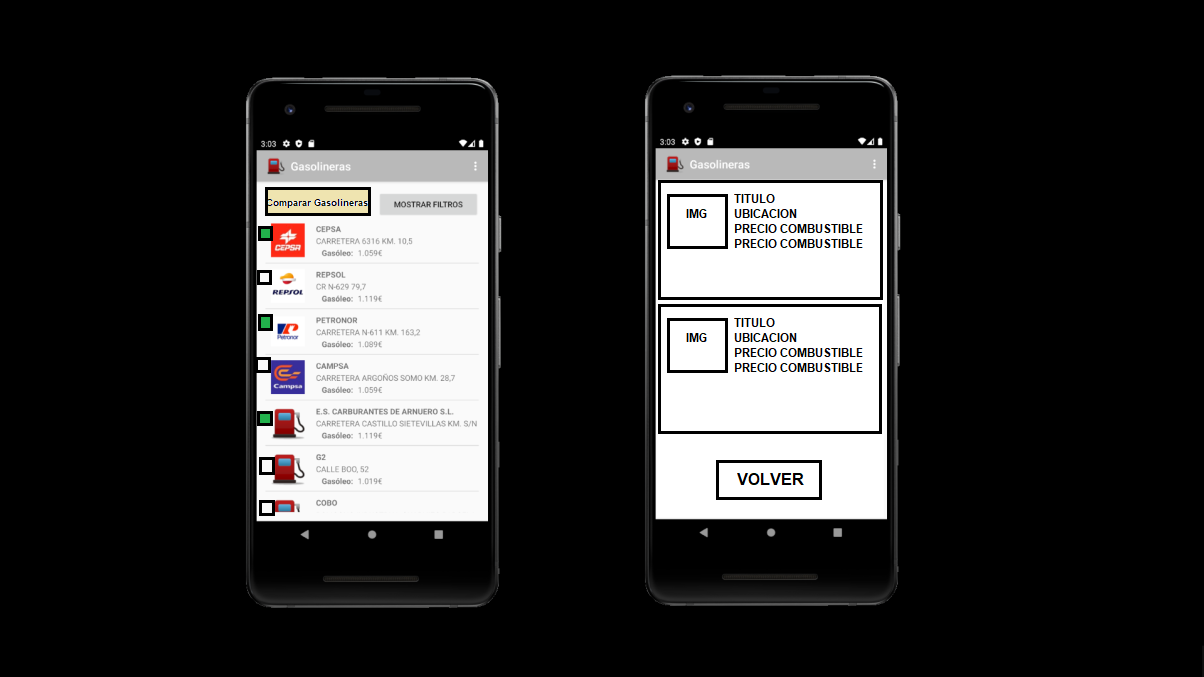 3:03
Gasolineras
Comparar Gasolineras
MOSTRAR FILTROS
CEPSA
CEPSA
CARRETERA 6316 KM. 10,5
Gasóleo: 1.059€
REPSOL
REPSOL
CR N-629 79,7
Gasóleo: 1.119€
PETRONOR
Petronor
CARRETERA N-611 KM. 163,2
Gasóleo: 1.089€
CAMPSA
Campsa
CARRETERA ARGOÑOS SOMO KM. 28,7
Gasóleo: 1.059€
E.S. CARBURANTES DE ARNUERO S.L.
CARRETERA CASTILLO SIETEVILLAS KM. S/N
Gasóleo: 1.119€
G2
CALLE BOO, 52
Gasóleo: 1.019€
COBO
3:03
Gasolineras
IMG
TITULO
UBICACION
PRECIO COMBUSTIBLE
PRECIO COMBUSTIBLE
IMG
TITULO
UBICACION
PRECIO COMBUSTIBLE
PRECIO COMBUSTIBLE
VOLVER